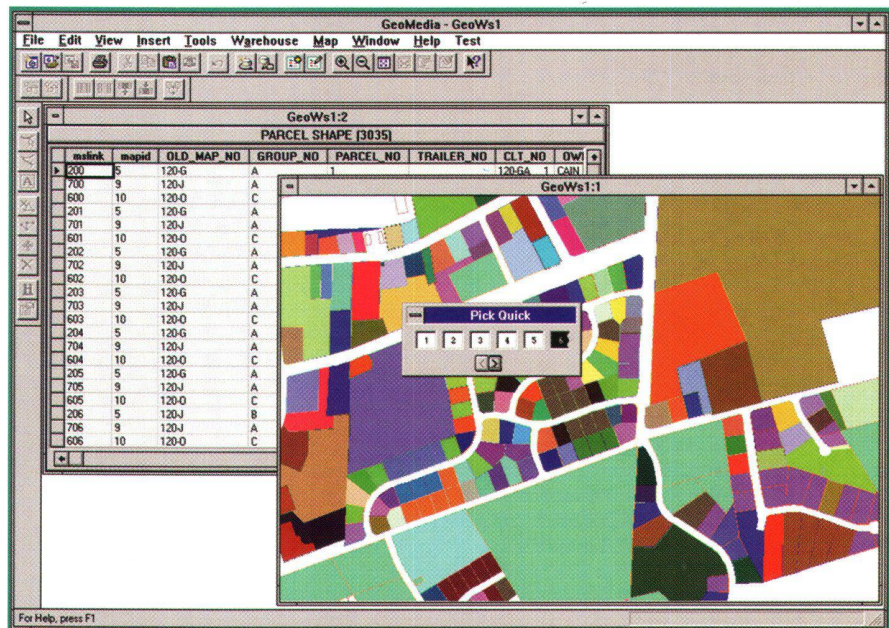 GeoMedia - GeoWs1
File Edit View Insert Tools Warehouse Map Window Help Test
GeoWs1:2
PARCEL SHAPE (3035)
mslink mapid OLD_MAP_NO GROUP_NO PARCEL_NO TRAILER_NO CLT_NO OWI
200 5 120-G A 1 120-GA 1 CAIN
700 9 120-J A
600 10 120-O C
201 5 120-G A
701 9 120-J A
601 10 120-O C
202 5 120-G A
702 9 120-J A
602 10 120-O C
203 5 120-G A
703 9 120-J A
603 10 120-O C
204 5 120-G A
704 9 120-J A
604 10 120-O C
205 5 120-G A
705 9 120-J A
605 10 120-O C
206 5 120-J B
706 9 120-J A
606 10 120-O C
GeoWs1:1
Pick Quick
1 2 3 4 5 6
< >
For Help, press F1